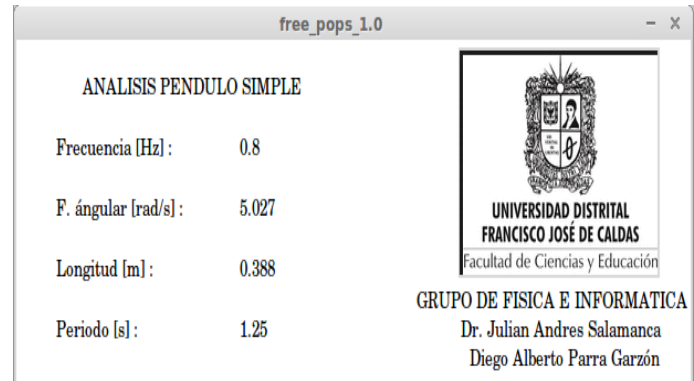 free_pops_1.0
ANALISIS PENDULO SIMPLE
Frecuencia [Hz] : 0.8
F. ángular [rad/s] : 5.027
Longitud [m] : 0.388
Periodo [s] : 1.25
UNIVERSIDAD DISTRITAL
FRANCISCO JOSÉ DE CALDAS
Facultad de Ciencias y Educación
GRUPO DE FISICA E INFORMATICA
Dr. Julian Andres Salamanca
Diego Alberto Parra Garzón